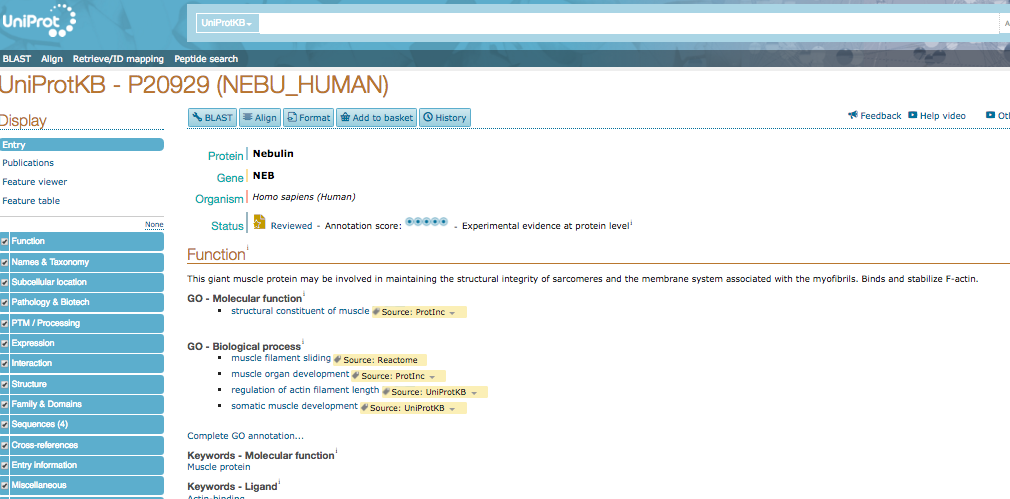 UniProt
UniProtKB
A
BLAST Align Retrieve/ID mapping Peptide search
UniProtKB - P20929 (NEBU_HUMAN)
Display
Entry
Publications
Feature viewer
Feature table
None
Function
Names & Taxonomy
Subcellular location
Pathology & Biotech
PTM / Processing
Expression
Interaction
Structure
Family & Domains
Sequences (4)
Cross-references
Entry information
Miscellaneous
BLAST Align Format Add to basket History
Feedback Help video Ot
Protein Nebulin
Gene NEB
Organism Homo sapiens (Human)
Status Reviewed - Annotation score: - Experimental evidence at protein level i
Function i
This giant muscle protein may be involved in maintaining the structural integrity of sarcomeres and the membrane system associated with the myofibrils. Binds and stabilize F-actin.
GO - Molecular function i
structural constituent of muscle Source: ProtInc
GO - Biological process i
muscle filament sliding Source: Reactome
muscle organ development Source: ProtInc
regulation of actin filament length Source: UniProtKB
somatic muscle development Source: UniProtKB
Complete GO annotation...
Keywords - Molecular function i
Muscle protein
Keywords - Ligand i
Actin-binding